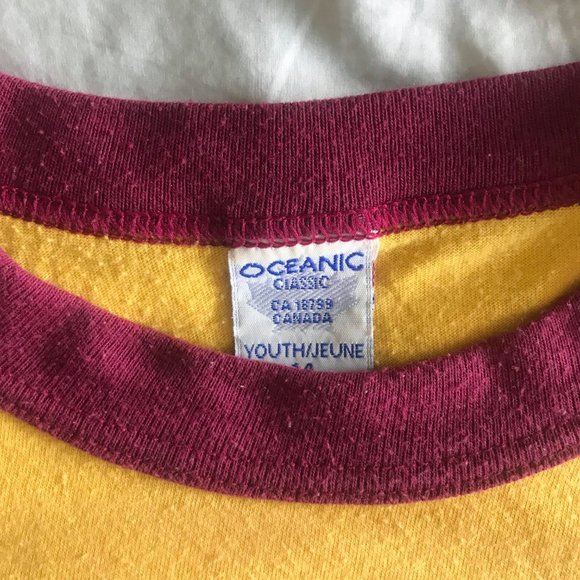 OCEANIC
CLASSIC
CA 18799
CANADA
YOUTH/JEUNE